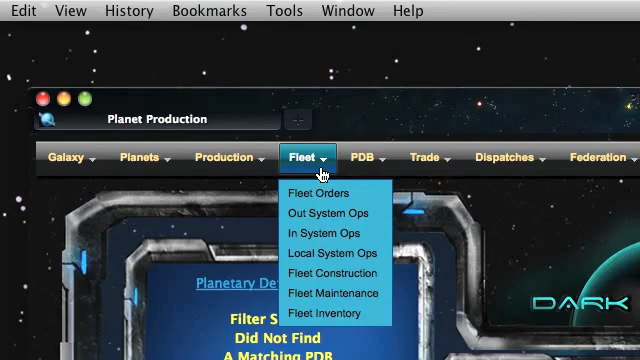 Edit View History Bookmarks Tools Window Help
Planet Production
Galaxy Planets Production Fleet PDB Trade Dispatches Federation
Fleet Orders
Out System Ops
In System Ops
Local System Ops
Fleet Construction
Fleet Maintenance
Fleet Inventory
Planetary De
Filter S
Did Not Find
A Matching PDB
DARK